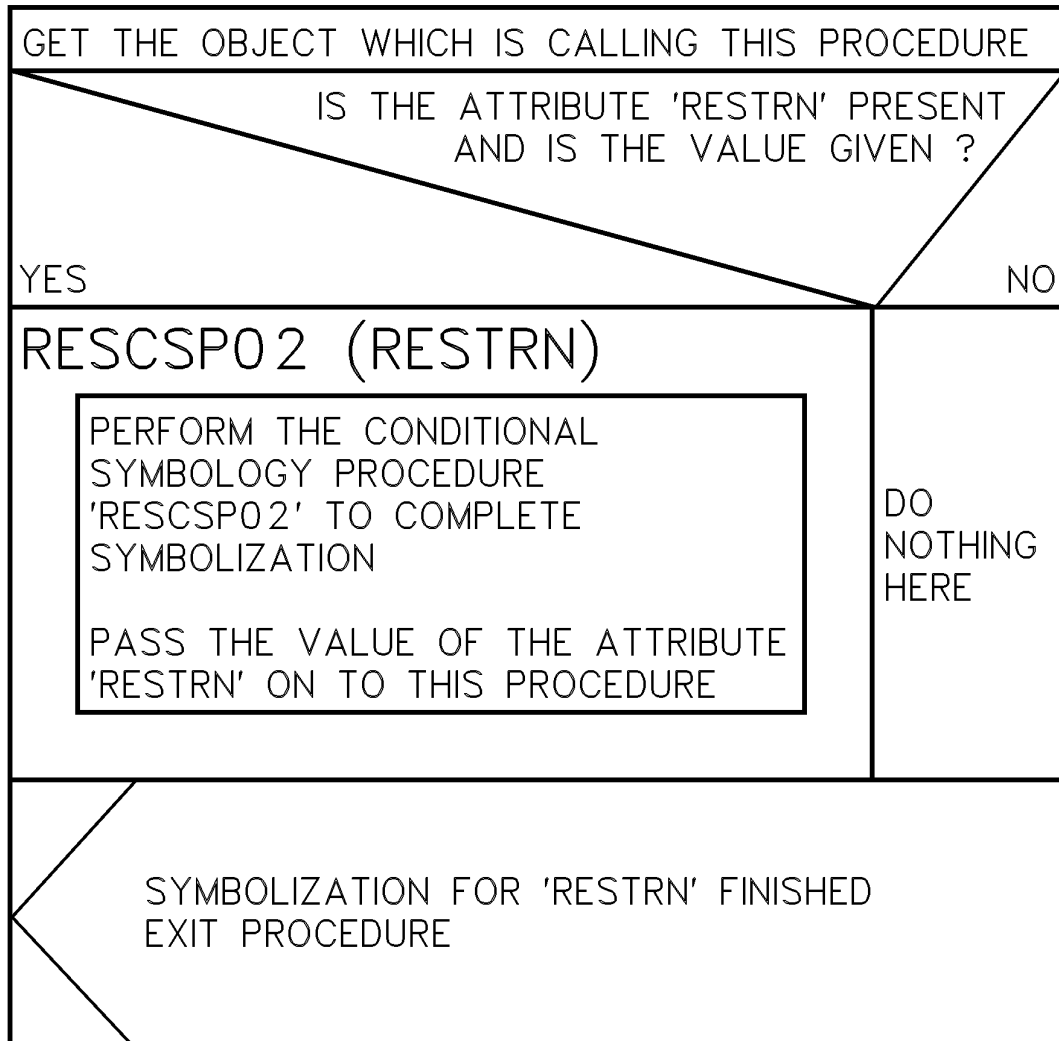 GET THE OBJECT WHICH IS CALLING THIS PROCEDURE
IS THE ATTRIBUTE 'RESTRN' PRESENT
AND IS THE VALUE GIVEN ?
YES
NO
RESCSP02 (RESTRN)
PERFORM THE CONDITIONAL
SYMBOLOGY PROCEDURE
'RESCSP02' TO COMPLETE
SYMBOLIZATION
PASS THE VALUE OF THE ATTRIBUTE
'RESTRN' ON TO THIS PROCEDURE
DO
NOTHING
HERE
SYMBOLIZATION FOR 'RESTRN' FINISHED
EXIT PROCEDURE